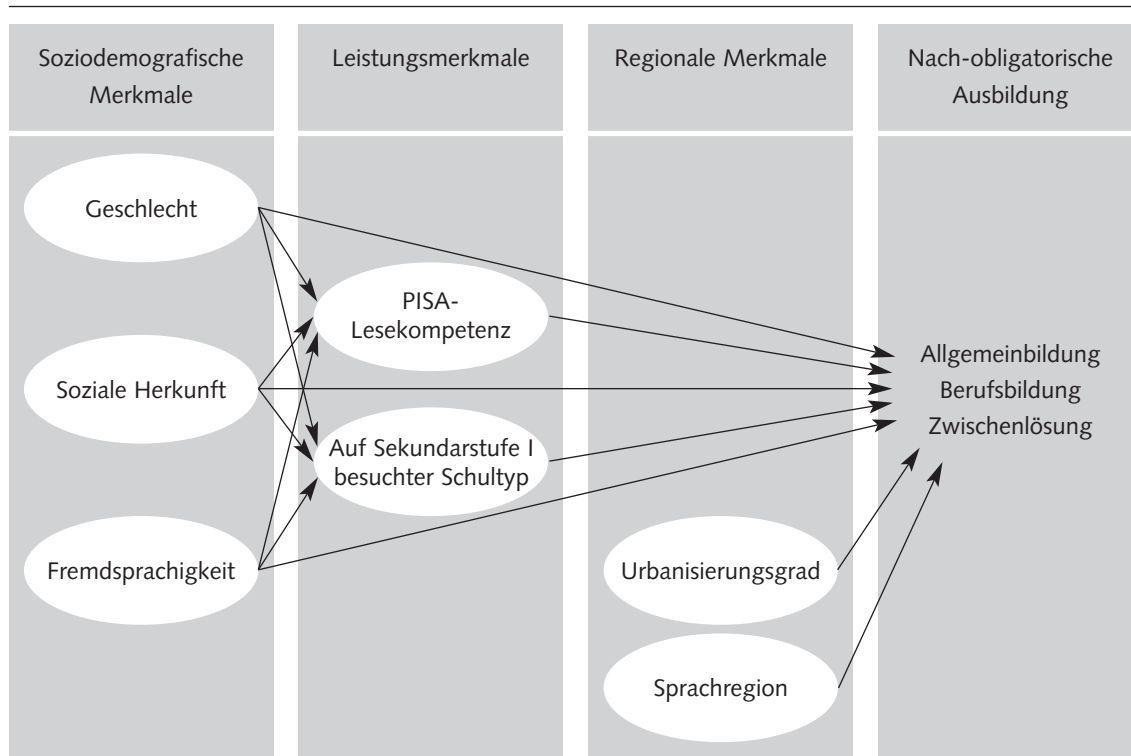 Soziodemografische
Merkmale
Leistungsmerkmale
Regionale Merkmale
Nach-obligatorische
Ausbildung
Geschlecht
Soziale Herkunft
Fremdsprachigkeit
PISA-
Lesekompetenz
Auf Sekundarstufe I
besuchter Schultyp
Urbanisierungsgrad
Sprachregion
Allgemeinbildung
Berufsbildung
Zwischenlösung